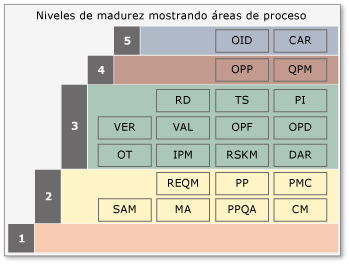 Niveles de madurez mostrando áreas de proceso
5 OID CAR
4 OPP QPM
RD TS PI
3 VER VAL OPF OPD
OT IPM RSKM DAR
2 REQM PP PMC
SAM MA PPQA CM
1